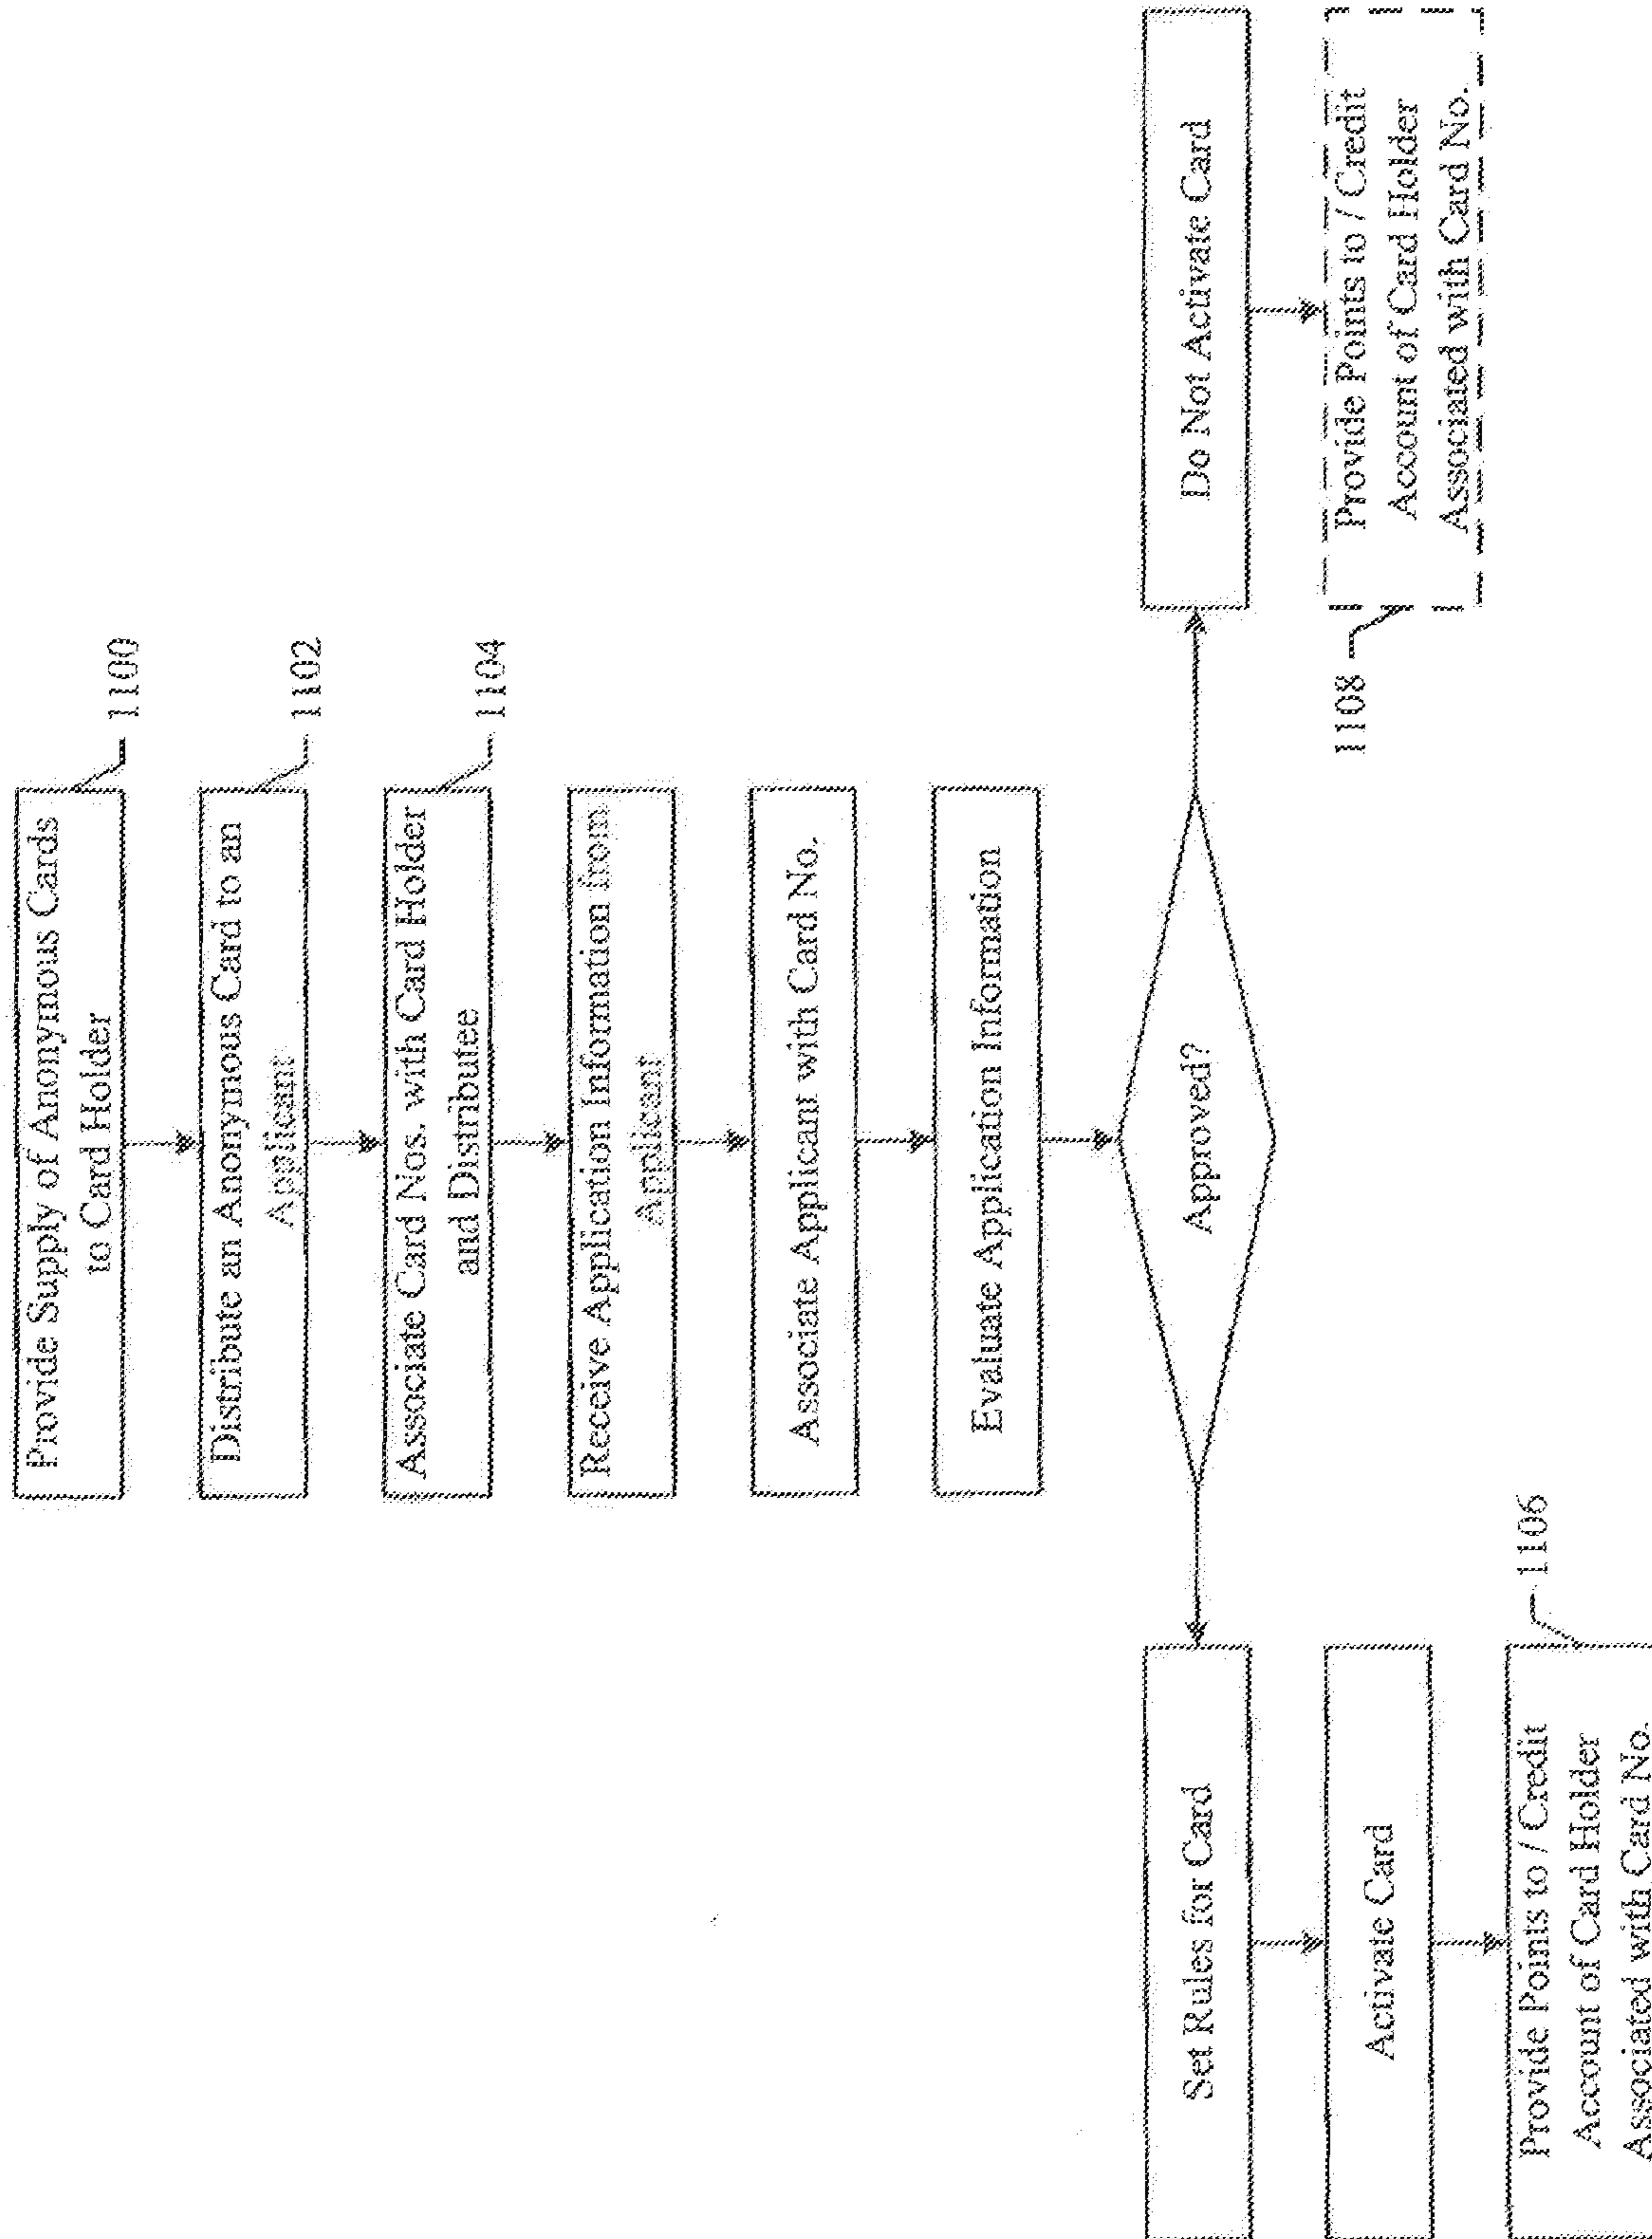 Provide Supply of Anonymous Cards
to Card Holder
1100
Distribute an Anonymous Card to an
Applicant
1102
Associate Card Nos. with Card Holder
and Distributee
1104
Receive Application Information from
Applicant
Associate Applicant with Card No.
Evaluate Application Information
Approved?
Set Rules for Card
Activate Card
Provide Points to / Credit
Account of Card Holder
Associated with Card No.
1106
Do Not Activate Card
Provide Points to / Credit
Account of Card Holder
Associated with Card No.
1108